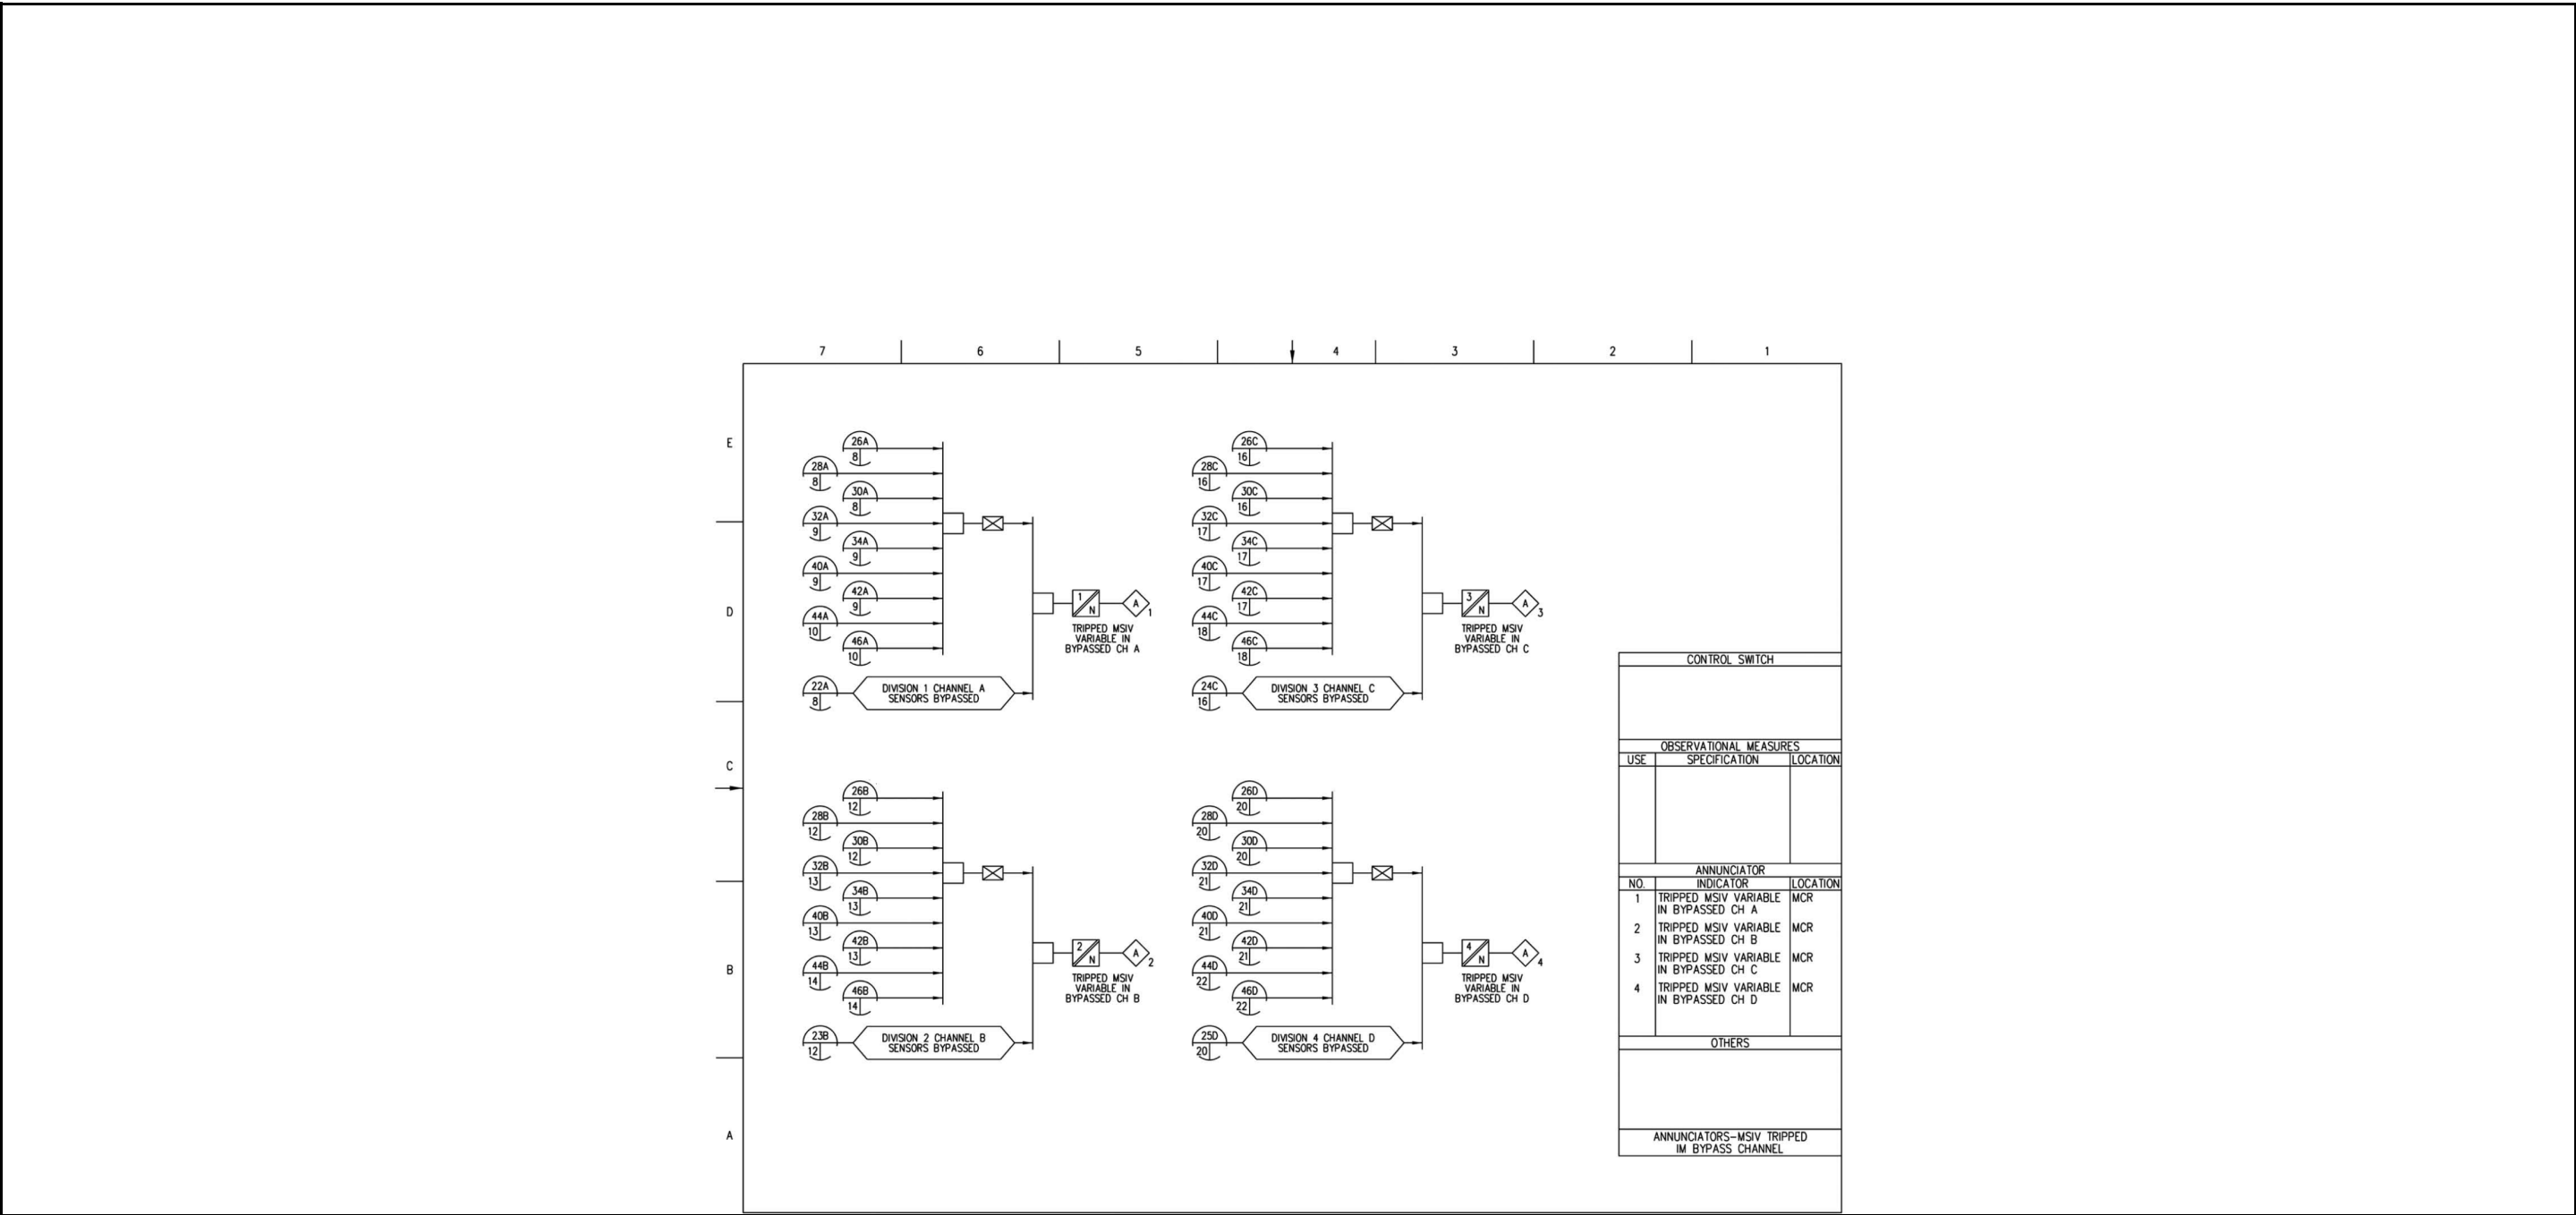 7 6 5 4 3 2 1
E
D
C
B
A
26A
8
28A
8
30A
8
32A
9
34A
9
40A
9
42A
9
44A
10
46A
10
22A
8
DIVISION 1 CHANNEL A
SENSORS BYPASSED
1
N
A
1
TRIPPED MSIV
VARIABLE IN
BYPASSED CH A
26C
16
28C
16
30C
16
32C
17
34C
17
40C
17
42C
17
44C
18
46C
18
24C
16
DIVISION 3 CHANNEL C
SENSORS BYPASSED
3
N
A
3
TRIPPED MSIV
VARIABLE IN
BYPASSED CH C
26B
12
28B
12
30B
12
32B
13
34B
13
40B
13
42B
13
44B
14
46B
14
23B
12
DIVISION 2 CHANNEL B
SENSORS BYPASSED
2
N
A
2
TRIPPED MSIV
VARIABLE IN
BYPASSED CH B
26D
20
28D
20
30D
20
32D
21
34D
21
40D
21
42D
21
44D
22
46D
22
25D
20
DIVISION 4 CHANNEL D
SENSORS BYPASSED
4
N
A
4
TRIPPED MSIV
VARIABLE IN
BYPASSED CH D
CONTROL SWITCH
OBSERVATIONAL MEASURES
USE SPECIFICATION LOCATION
ANNUNCIATOR
NO. INDICATOR LOCATION
1 TRIPPED MSIV VARIABLE MCR
IN BYPASSED CH A
2 TRIPPED MSIV VARIABLE MCR
IN BYPASSED CH B
3 TRIPPED MSIV VARIABLE MCR
IN BYPASSED CH C
4 TRIPPED MSIV VARIABLE MCR
IN BYPASSED CH D
OTHERS
ANNUNCIATORS-MSIV TRIPPED
IM BYPASS CHANNEL